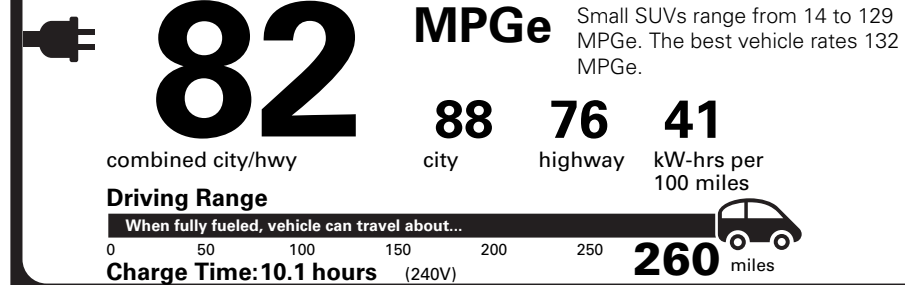 82
MPGe
Small SUVs range from 14 to 129
MPGe. The best vehicle rates 132
MPGe.
88 76 41
combined city/hwy city highway kW-hrs per
100 miles
Driving Range
When fully fueled, vehicle can travel about...
0 50 100 150 200 250 260 miles
Charge Time:10.1 hours (240V)